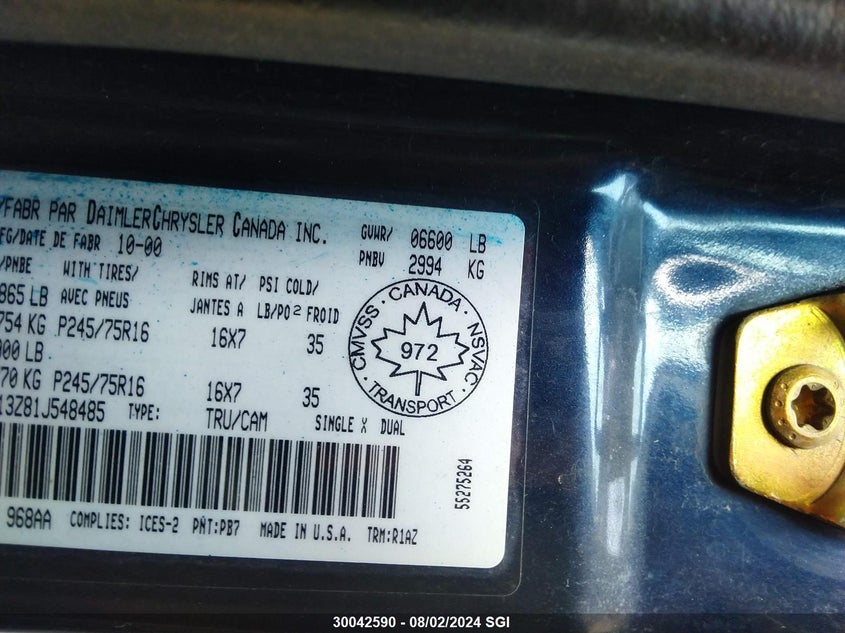 /FABR PAR DAIMLERCHRYSLER CANADA INC.
FG/DATE DE FABR 10-00
GVWR/ 06600 LB
PNBV 2994 KG
/PNBE WITH TIRES/ RIMS AT/ PSI COLD/
865 LB AVEC PNEUS JANTES A LB/PO2 FROID
754 KG P245/75R16 16X7 35
000 LB
70 KG P245/75R16 16X7 35
13Z81J548485 TYPE: TRU/CAM SINGLE X DUAL
CMVSS · CANADA · NSVAC · TRANSPORT ·
972
55275264
968AA COMPLIES: ICES-2 PNT:PB7 MADE IN U.S.A. TRM:R1AZ
30042590 - 08/02/2024 SGI